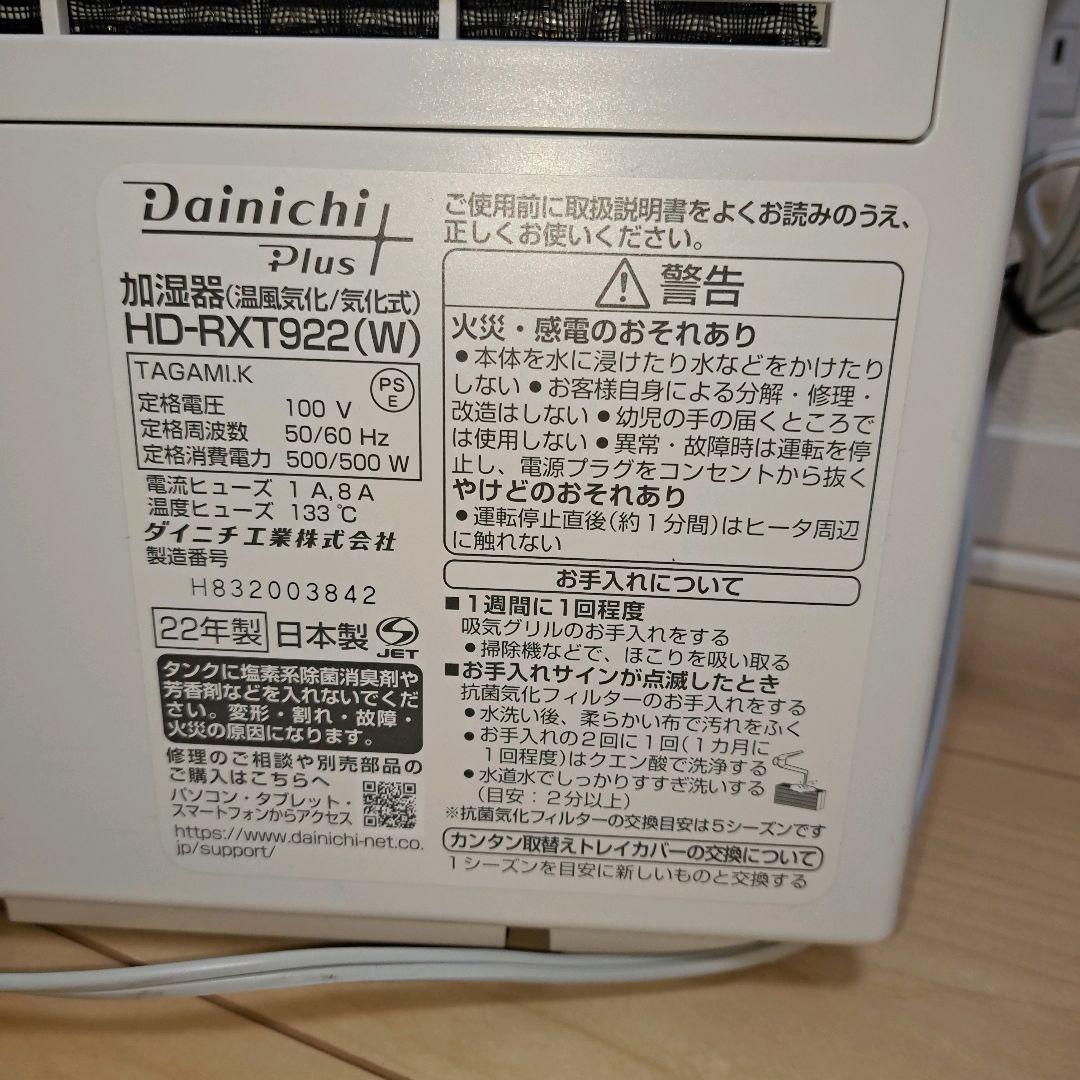 Dainichi
Plus
加湿器(温風気化/気化式)
HD-RXT922(W)
TAGAMI.K
PS
E
定格電圧 100 V
定格周波数 50/60 Hz
定格消費電力 500/500 W
電流ヒューズ 1A,8A
温度ヒューズ 133℃
ダイニチ工業株式会社
製造番号
H832003842
22年製 日本製
JET
タンクに塩素系除菌消臭剤や
芳香剤などを入れないでくだ
さい。変形・割れ・故障・
火災の原因になります。
修理のご相談や別売部品の
ご購入はこちらへ
パソコン・タブレット・
スマートフォンからアクセス
https://www.dainichi-net.co.
jp/support/
ご使用前に取扱説明書をよくお読みのうえ、
正しくお使いください。
警告
火災・感電のおそれあり
●本体を水に浸けたり水などをかけたり
しない●お客様自身による分解・修理・
改造はしない●幼児の手の届くところで
は使用しない●異常・故障時は運転を停
止し、電源プラグをコンセントから抜く
やけどのおそれあり
●運転停止直後(約1分間)はヒータ周辺
に触れない
お手入れについて
■1週間に1回程度
吸気グリルのお手入れをする
●掃除機などで、ほこりを吸い取る
■お手入れサインが点滅したとき
抗菌気化フィルターのお手入れをする
●水洗い後、柔らかい布で汚れをふく
●お手入れの2回に1回(1カ月に
1回程度)はクエン酸で洗浄する
●水道水でしっかりすすぎ洗いする
(目安:2分以上)
※抗菌気化フィルターの交換目安は5シーズンです
カンタン取替えトレイカバーの交換について
1シーズンを目安に新しいものと交換する